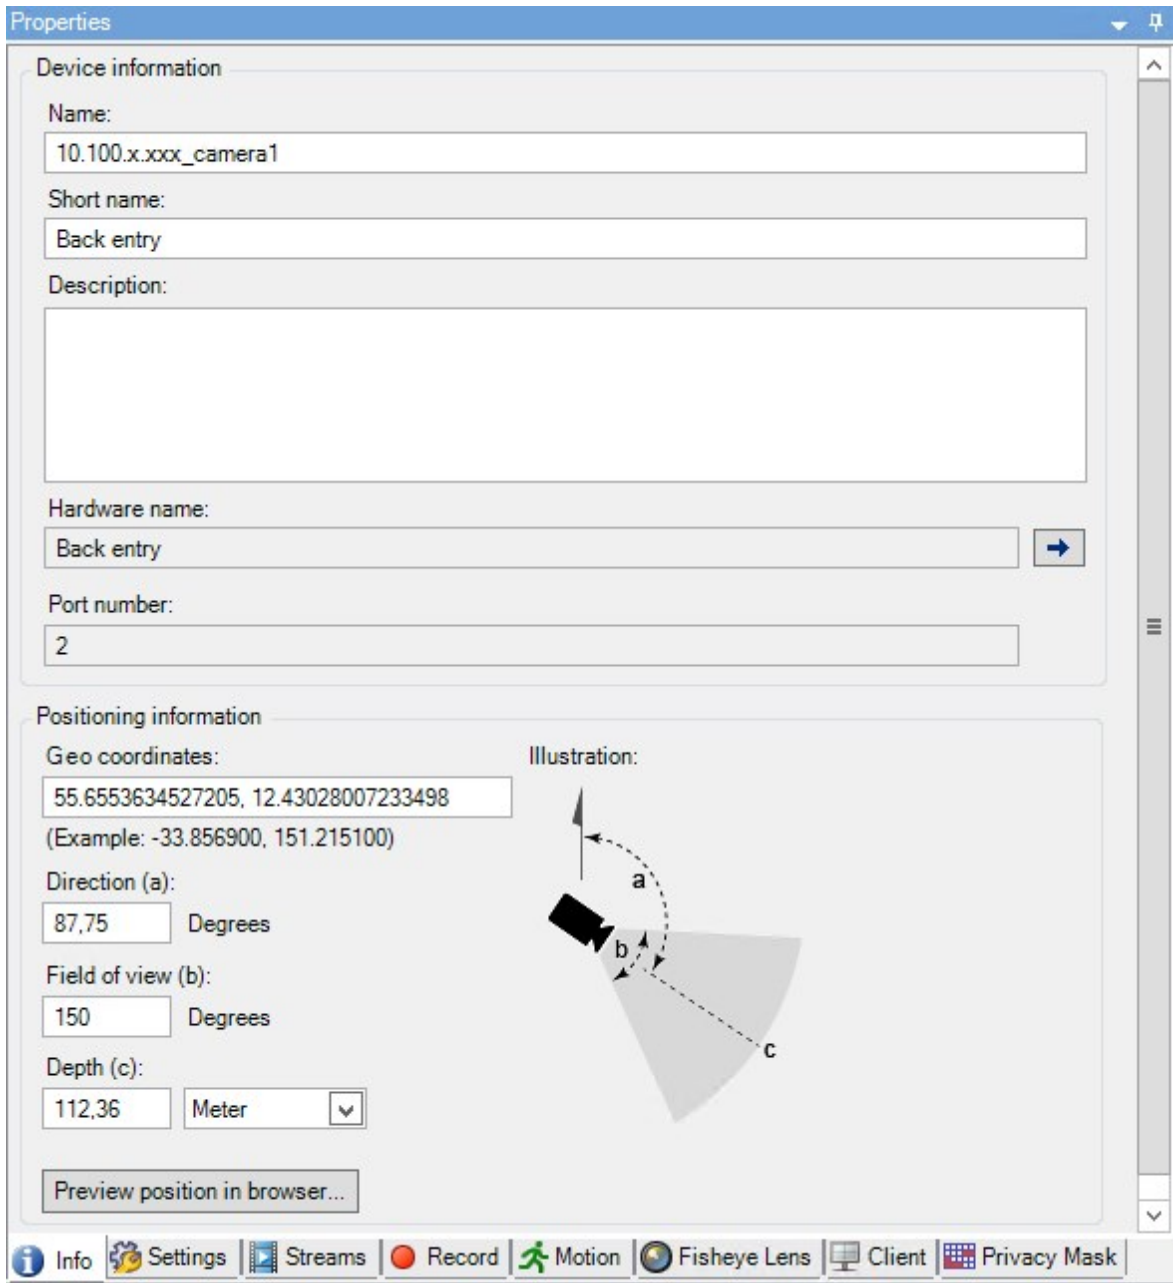 Properties
Device information
Name:
10.100.x.xxx_camera1
Short name:
Back entry
Description:
Hardware name:
Back entry
Port number:
2
Positioning information
Geo coordinates:
55.6553634527205, 12.43028007233498
(Example: -33.856900, 151.215100)
Direction (a):
87,75 Degrees
Field of view (b):
150 Degrees
Depth (c):
112,36 Meter
Preview position in browser...
Illustration:
a
b
c
Info Settings Streams Record Motion Fisheye Lens Client Privacy Mask